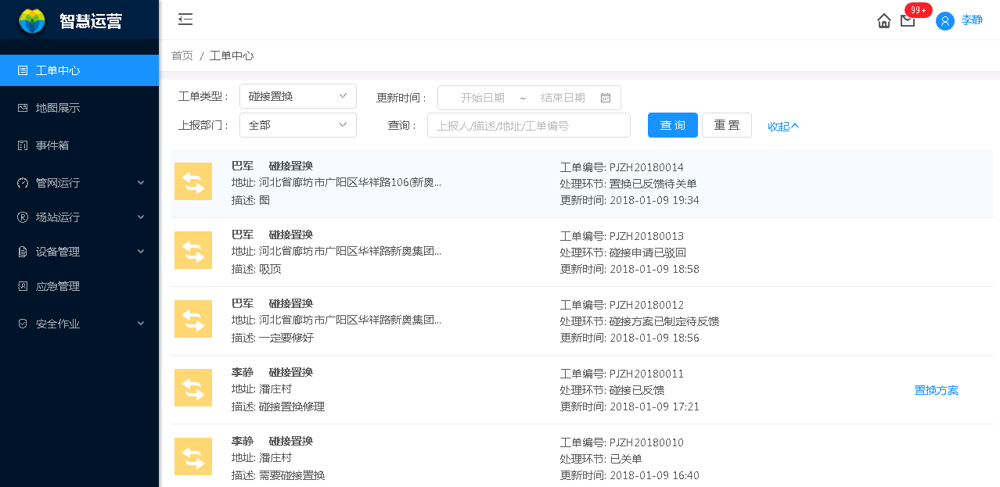 智慧运营
工单中心
地图展示
事件箱
管网运行
场站运行
设备管理
应急管理
安全作业
99+
李静
首页 / 工单中心
工单类型 : 碰接置换 更新时间 : 开始日期 ~ 结束日期
上报部门 : 全部 查询 : 上报人/描述/地址/工单编号 查 询 重 置 收起
巴军 碰接置换
地址: 河北省廊坊市广阳区华祥路106(新奥...
描述: 图
工单编号: PJZH20180014
处理环节: 置换已反馈待关单
更新时间: 2018-01-09 19:34
巴军 碰接置换
地址: 河北省廊坊市广阳区华祥路新奥集团...
描述: 吸顶
工单编号: PJZH20180013
处理环节: 碰接申请已驳回
更新时间: 2018-01-09 18:58
巴军 碰接置换
地址: 河北省廊坊市广阳区华祥路新奥集团...
描述: 一定要修好
工单编号: PJZH20180012
处理环节: 碰接方案已制定待反馈
更新时间: 2018-01-09 18:56
李静 碰接置换
地址: 潘庄村
描述: 碰接置换修理
工单编号: PJZH20180011
处理环节: 碰接已反馈
更新时间: 2018-01-09 17:21
置换方案
李静 碰接置换
地址: 潘庄村
描述: 需要碰接置换
工单编号: PJZH20180010
处理环节: 已关单
更新时间: 2018-01-09 16:40